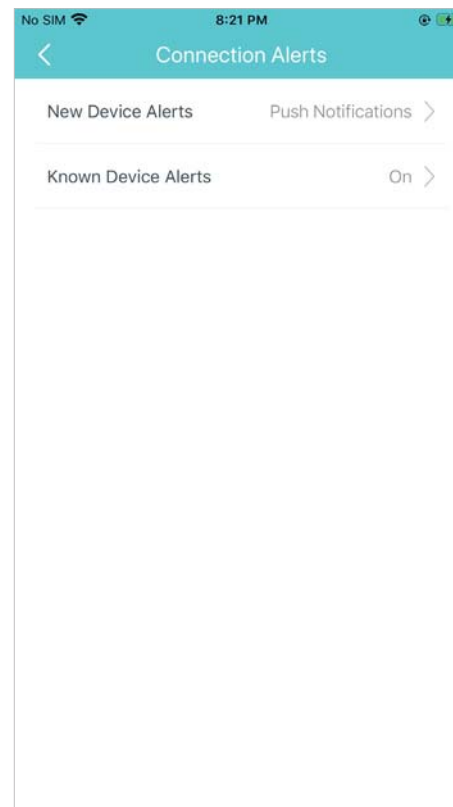 No SIM 8:21 PM
Connection Alerts
New Device Alerts Push Notifications
Known Device Alerts On